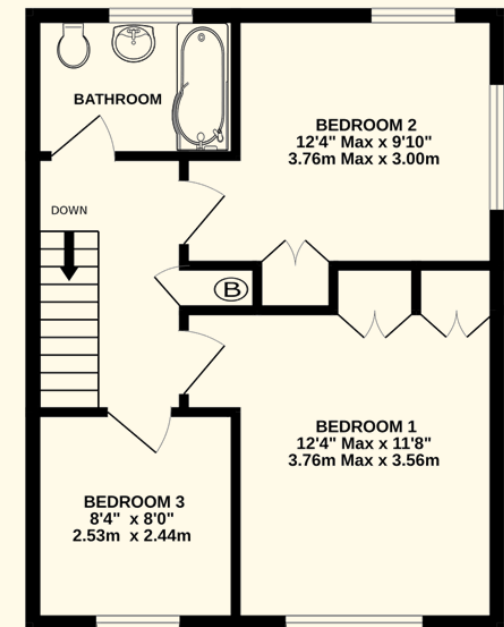 BATHROOM
BEDROOM 2
12'4" Max x 9'10"
3.76m Max x 3.00m
DOWN
B
BEDROOM 1
12'4" Max x 11'8"
3.76m Max x 3.56m
BEDROOM 3
8'4" x 8'0"
2.53m x 2.44m